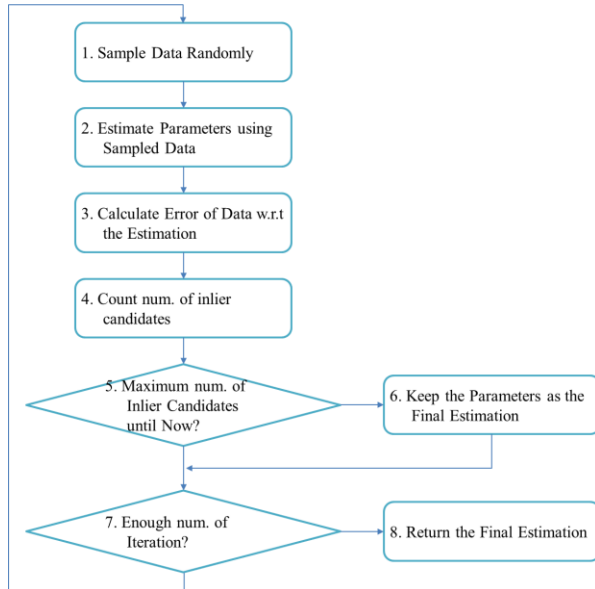 1. Sample Data Randomly
2. Estimate Parameters using
Sampled Data
3. Calculate Error of Data w.r.t
the Estimation
4. Count num. of inlier
candidates
5. Maximum num. of
Inlier Candidates
until Now?
6. Keep the Parameters as the
Final Estimation
7. Enough num. of
Iteration?
8. Return the Final Estimation